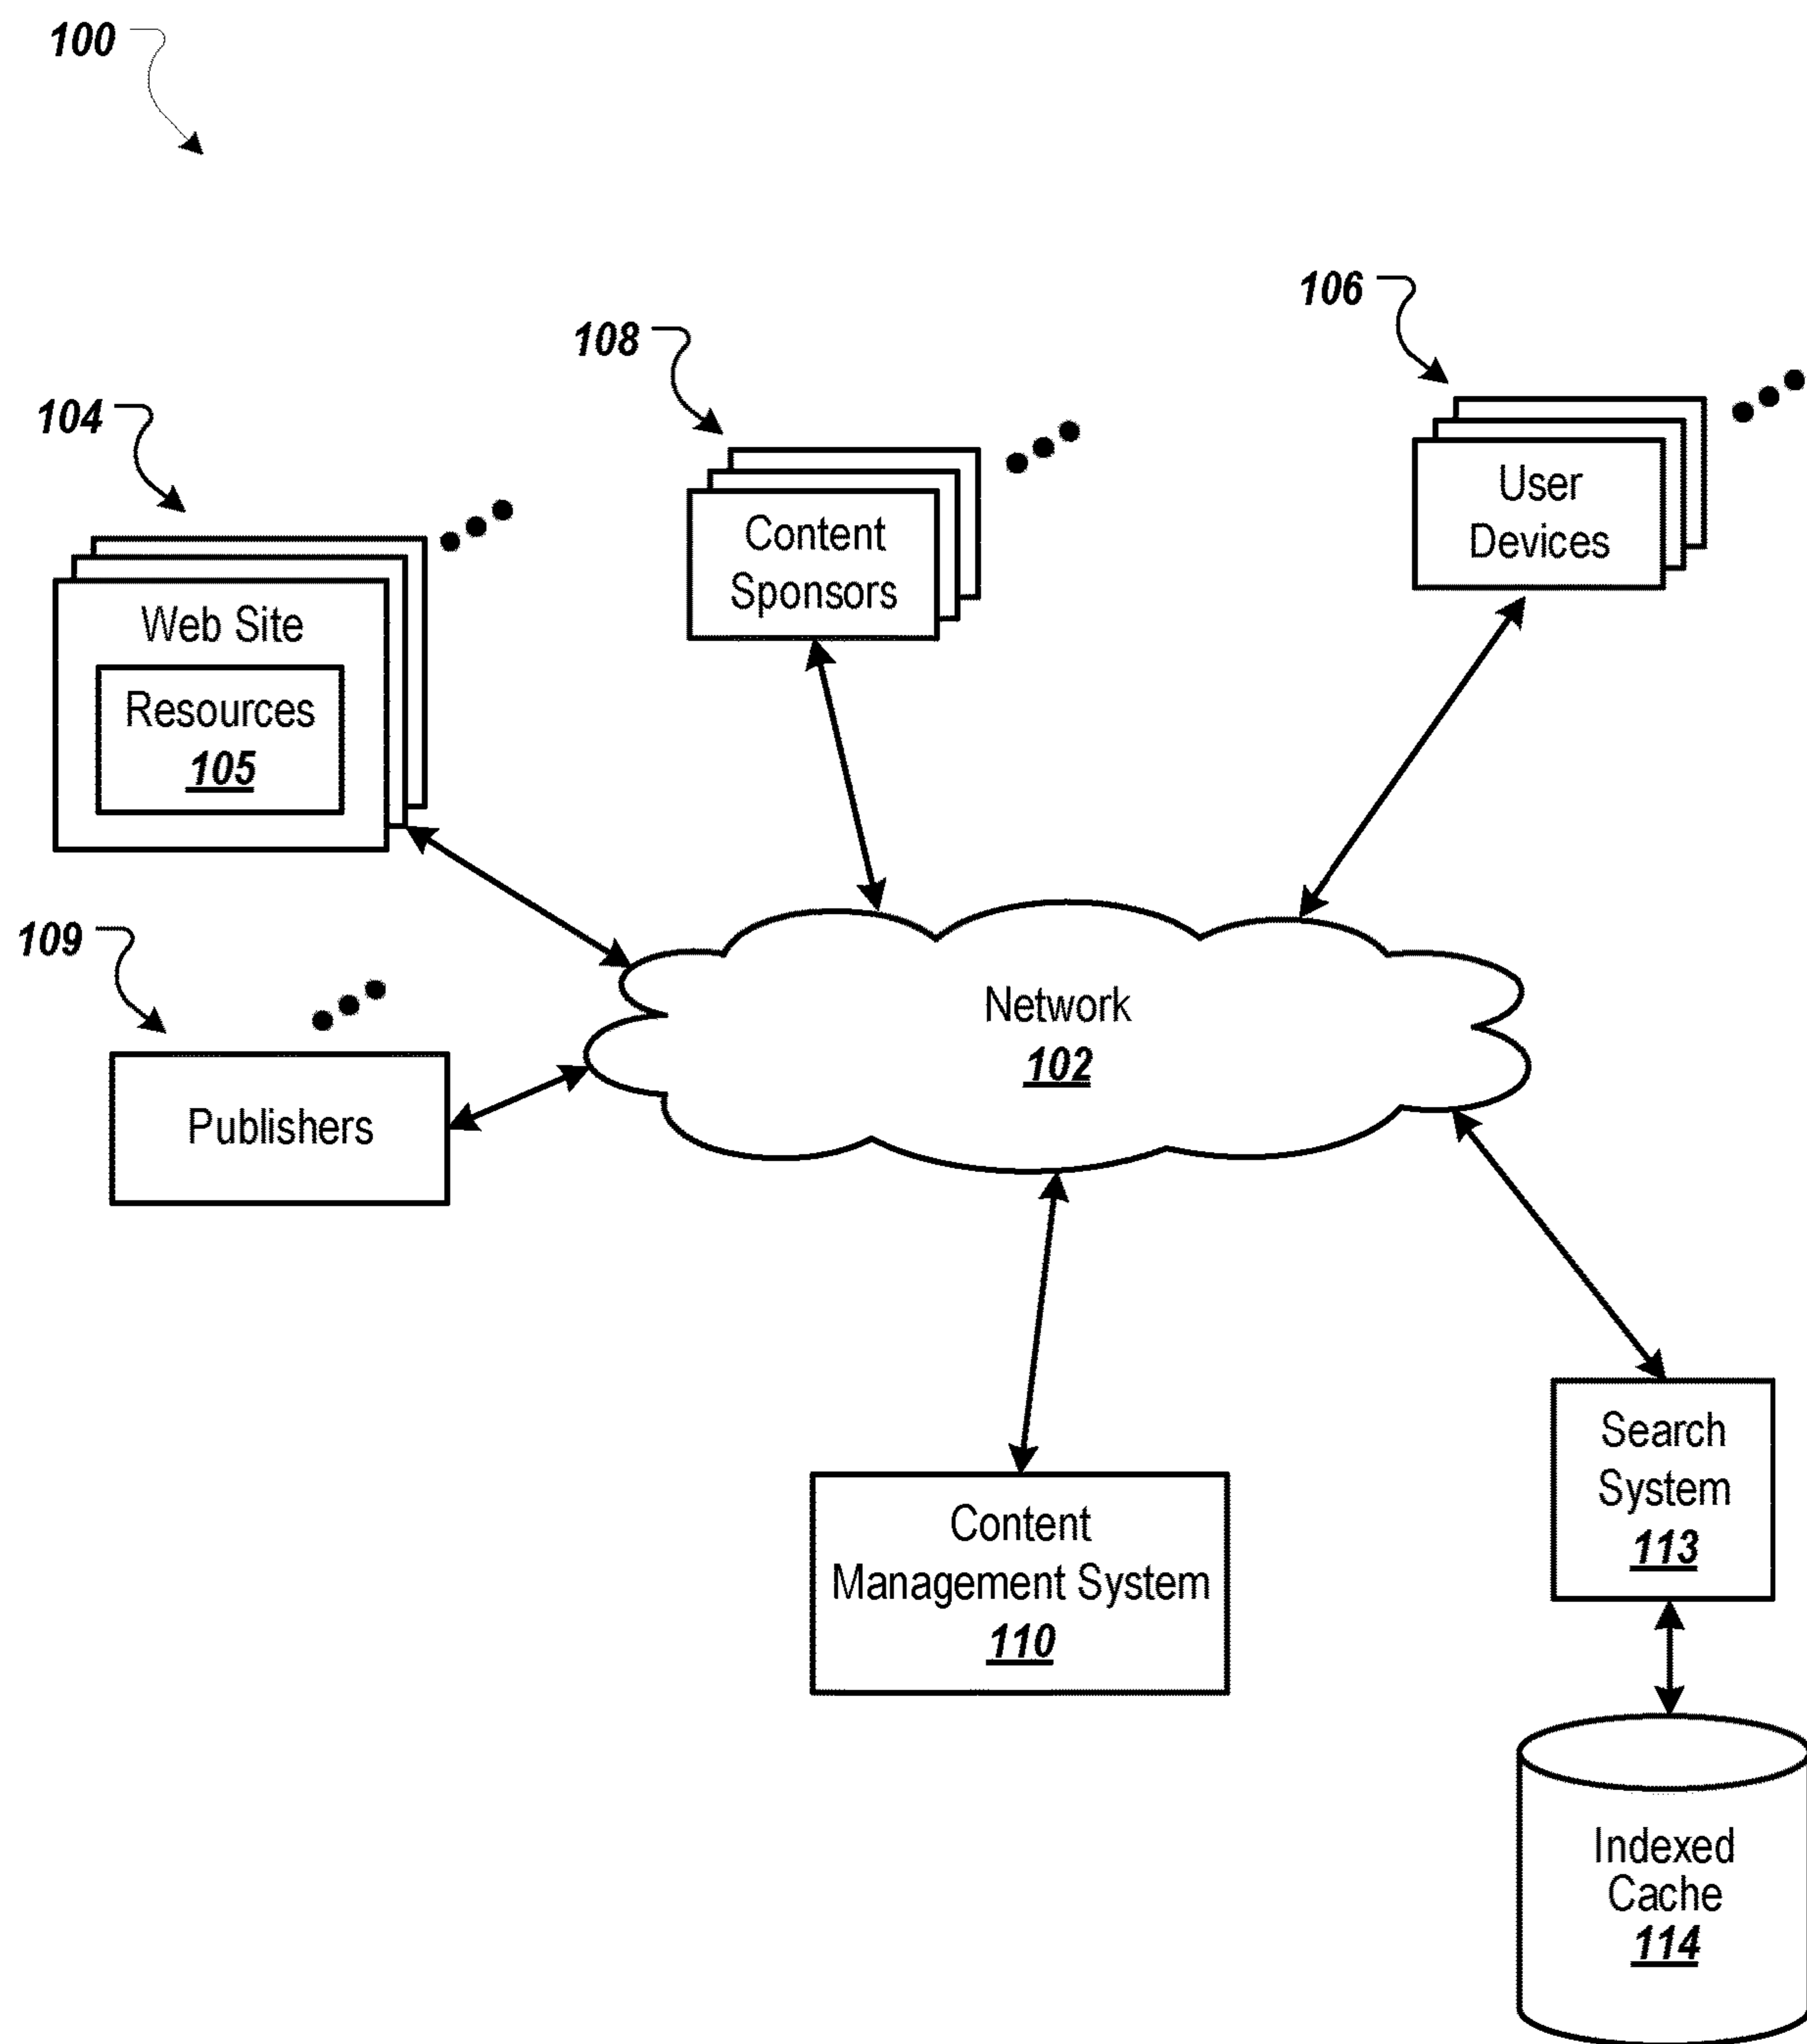 100
106
108
104
User
Devices
Content
Sponsors
Web Site
Resources
105
109
Network
102
Publishers
Search
System
113
Content
Management System
110
Indexed
Cache
114